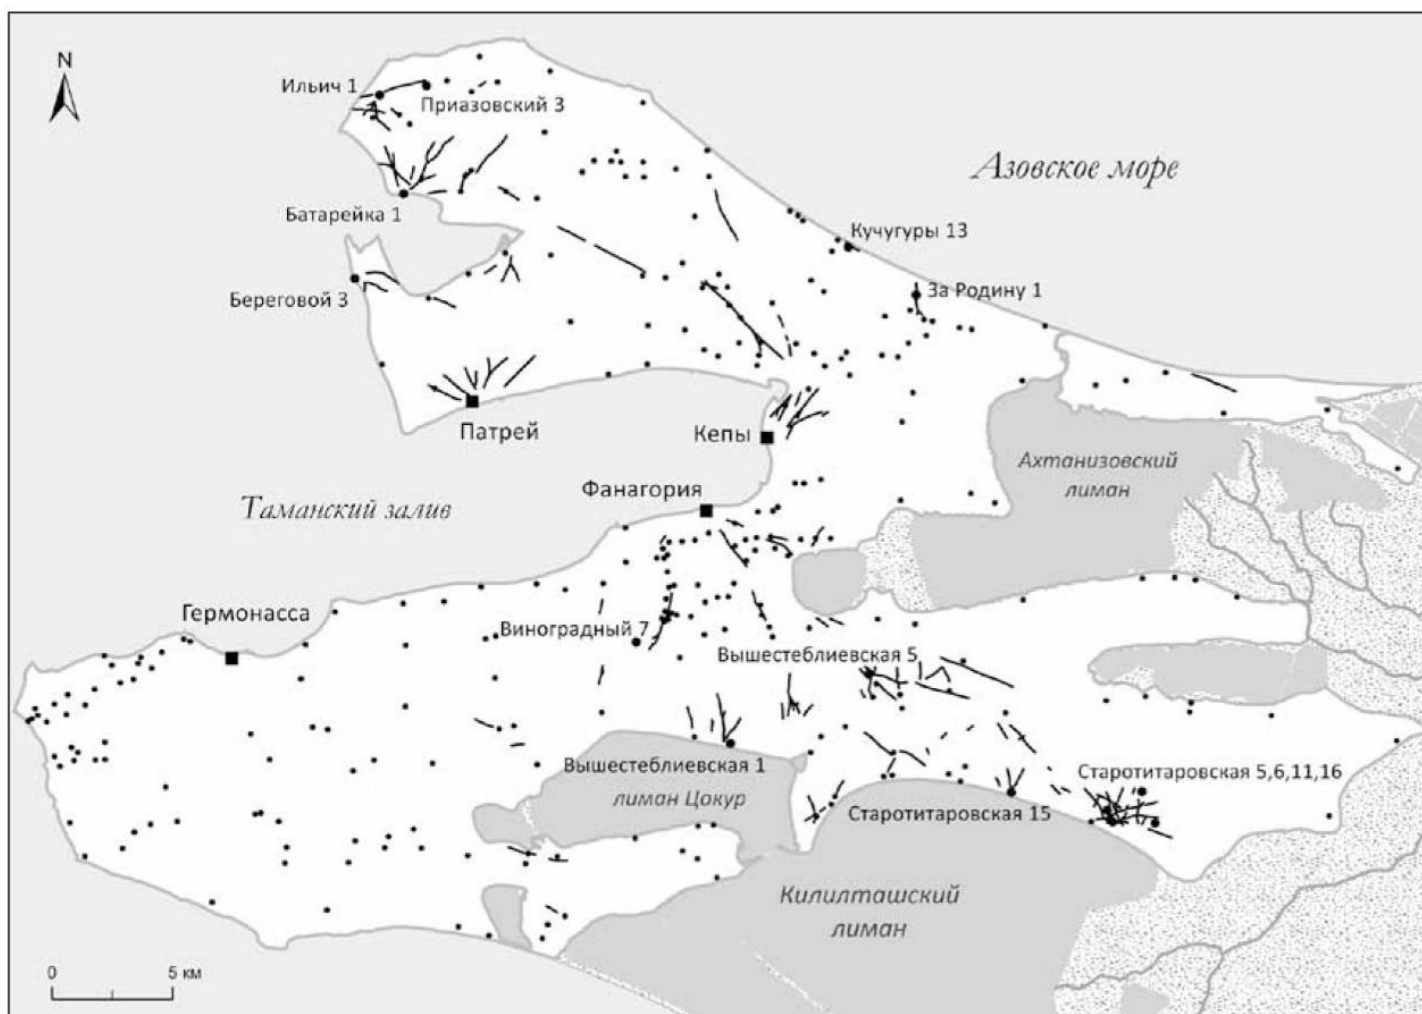 N
Ильич 1
Приазовский 3
Азовское море
Батарейка 1
Кучугуры 13
Береговой 3
За Родину 1
Патрей
Кепы
Ахтанизовский
лиман
Фанагория
Таманский залив
Гермонасса
Виноградный 7
Вышестеблиевская 5
Вышестеблиевская 1
Старотитаровская 5,6,11,16
лиман Цокур
Старотитаровская 15
Килилташский
лиман
0 5 км